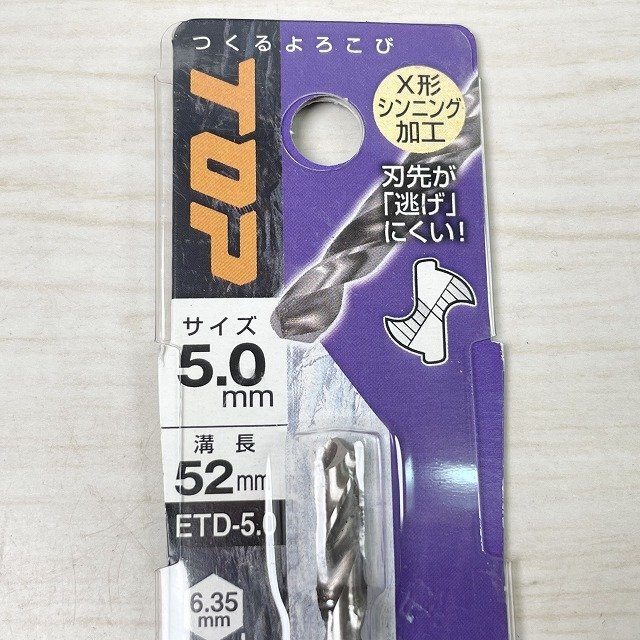 つくるよろこび
TOP
X形
シンニング
加工
刃先が
「逃げ」
にくい!
サイズ
5.0
mm
溝長
52mm
ETD-5.0
6.35
mm